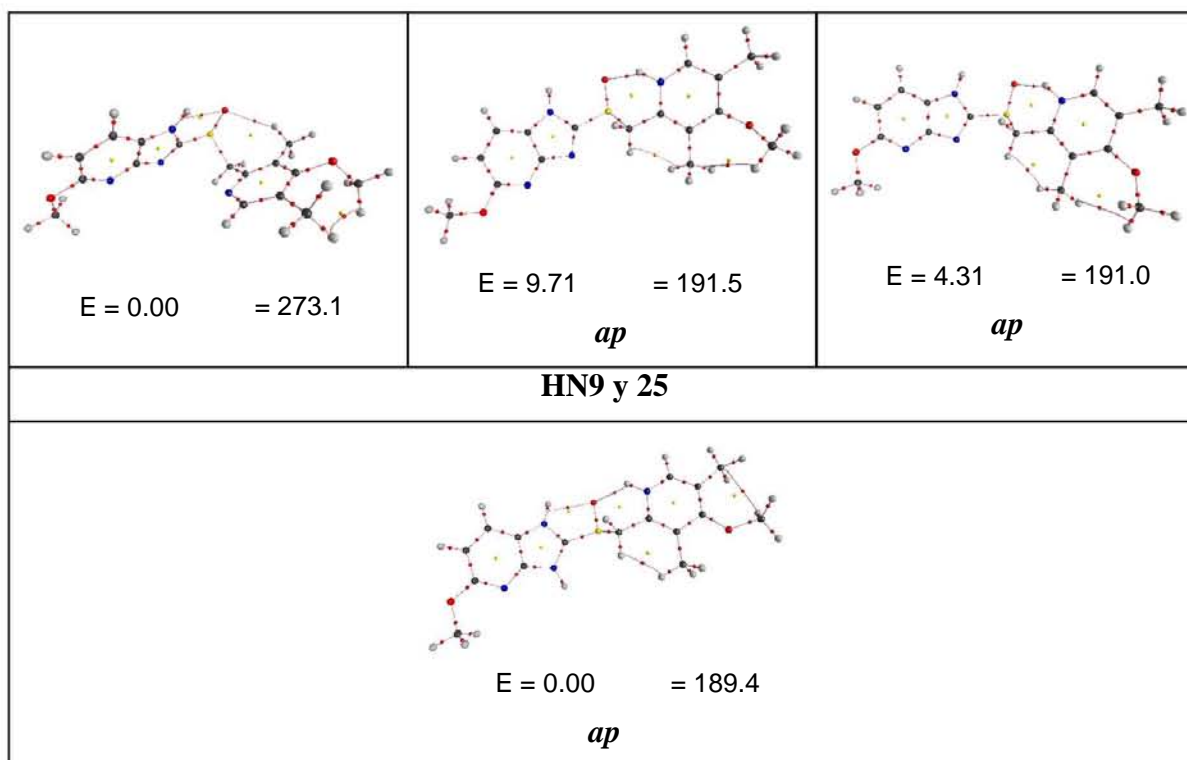 E = 0.00 = 273.1
E = 9.71 = 191.5
ap
E = 4.31 = 191.0
ap
HN9 y 25
E = 0.00 = 189.4
ap